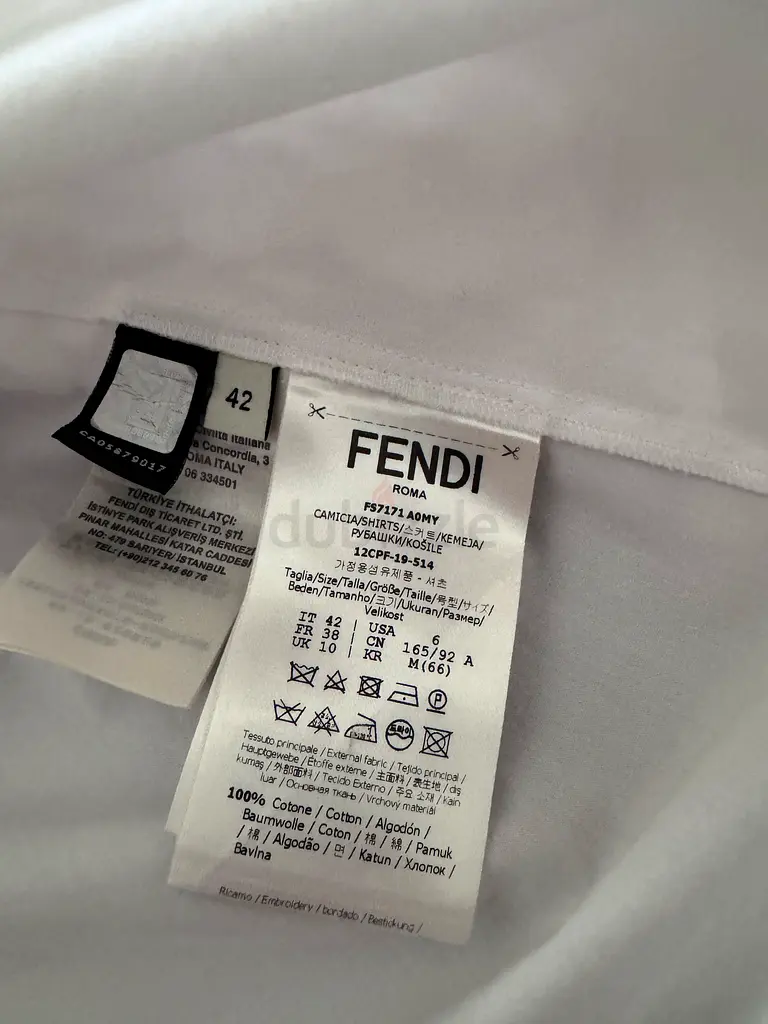 42
CA05879017
Civiltà Italiana
Concordia, 3
ROMA ITALY
06 334501
TÜRKİYE İTHALATÇI:
FENDI DIŞ TİCARET LTD. ŞTİ.
İSTİNYE PARK ALIŞVERİŞ MERKEZİ
PINAR MAHALLESİ KATAR CADDESİ
NO: 479 SARIYER/ İSTANBUL
TEL: (+90)212 345 60 76
FENDI
ROMA
FS7171 A0MY
CAMICIA/SHIRTS/스커트/KEMEJA/
РУБАШКИ/KOŠILE
12CPF-19-514
가정용섬유제품 - 셔츠
Taglia/Size/Talla/Größe/Taille/号型/サイズ/
Beden/Tamanho/크기/Ukuran/Размер/
Velikost
IT 42 | USA 6
FR 38 | CN 165/92 A
UK 10 | KR M(66)
드라이
Tessuto principale / External fabric / Tejido principal /
Hauptgewebe / Étoffe externe / 主面料 / 表生地 / dış
kumaş / 外部面料 / Tecido Externo / 주요 소재 / Kain
luar / Основная ткань / Vrchový materiál
100% Cotone / Cotton / Algodón /
Baumwolle / Coton / 棉 / 綿 / Pamuk
/ 棉 / Algodão / 면 / Katun / Хлопок /
Bavlna
Ricamo / Embroidery / bordado / Bestickung /
dubizzle